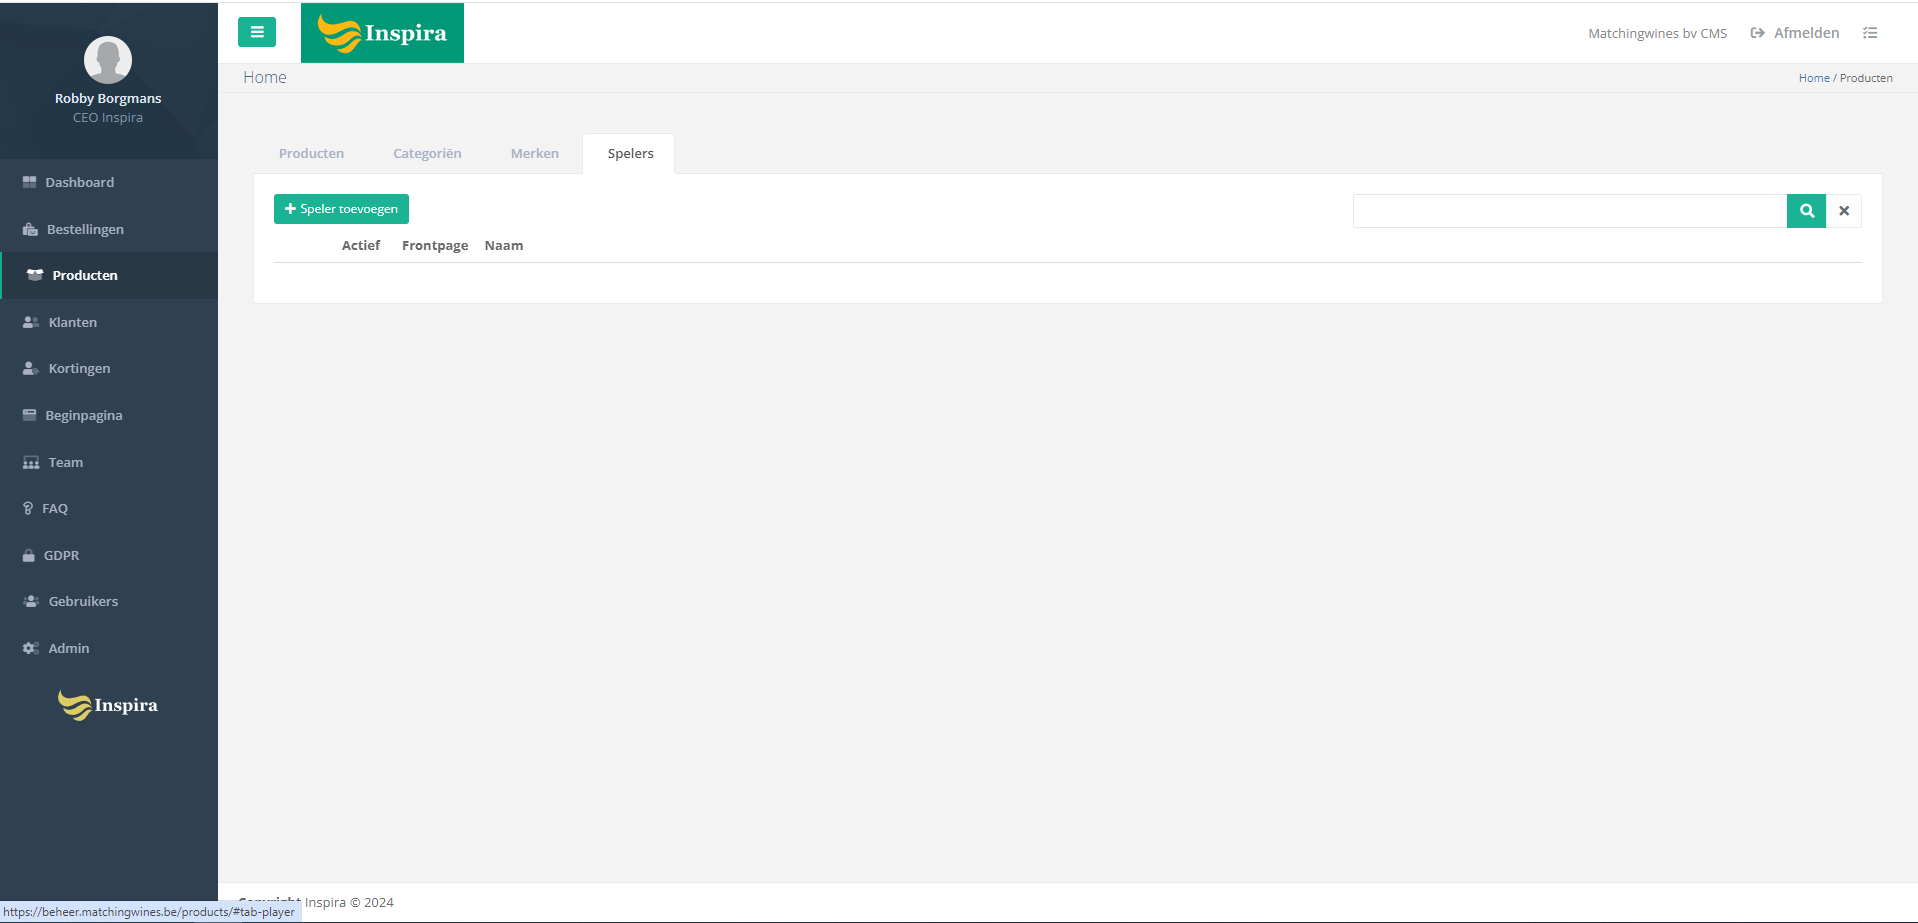 Robby Borgmans
CEO Inspira
Dashboard
Bestellingen
Producten
Klanten
Kortingen
Beginpagina
Team
FAQ
GDPR
Gebruikers
Admin
Inspira
Inspira
Matchingwines bv CMS
Afmelden
Home
Home / Producten
Producten
Categoriën
Merken
Spelers
Speler toevoegen
Actief
Frontpage
Naam
Copyright Inspira © 2024
https://beheer.matchingwines.be/products/#tab-player